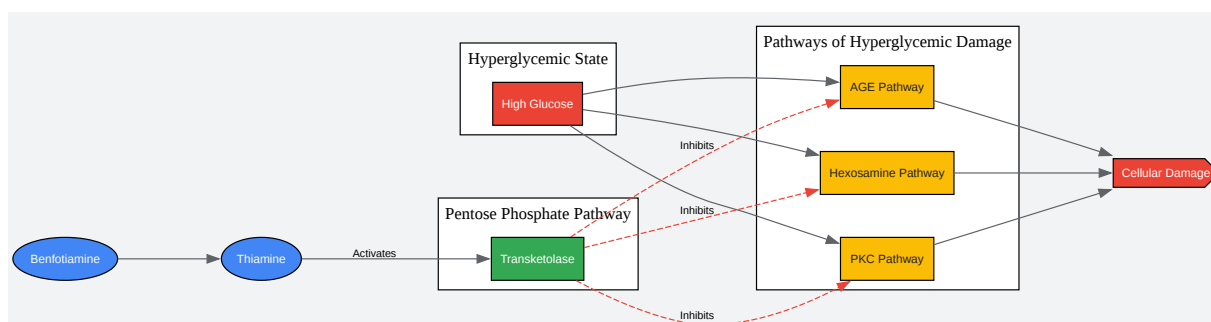 Hyperglycemic State
High Glucose
Pathways of Hyperglycemic Damage
AGE Pathway
Hexosamine Pathway
PKC Pathway
Cellular Damage
Inhibits
Inhibits
Inhibits
Pentose Phosphate Pathway
Transketolase
Benfotiamine
Thiamine
Activates